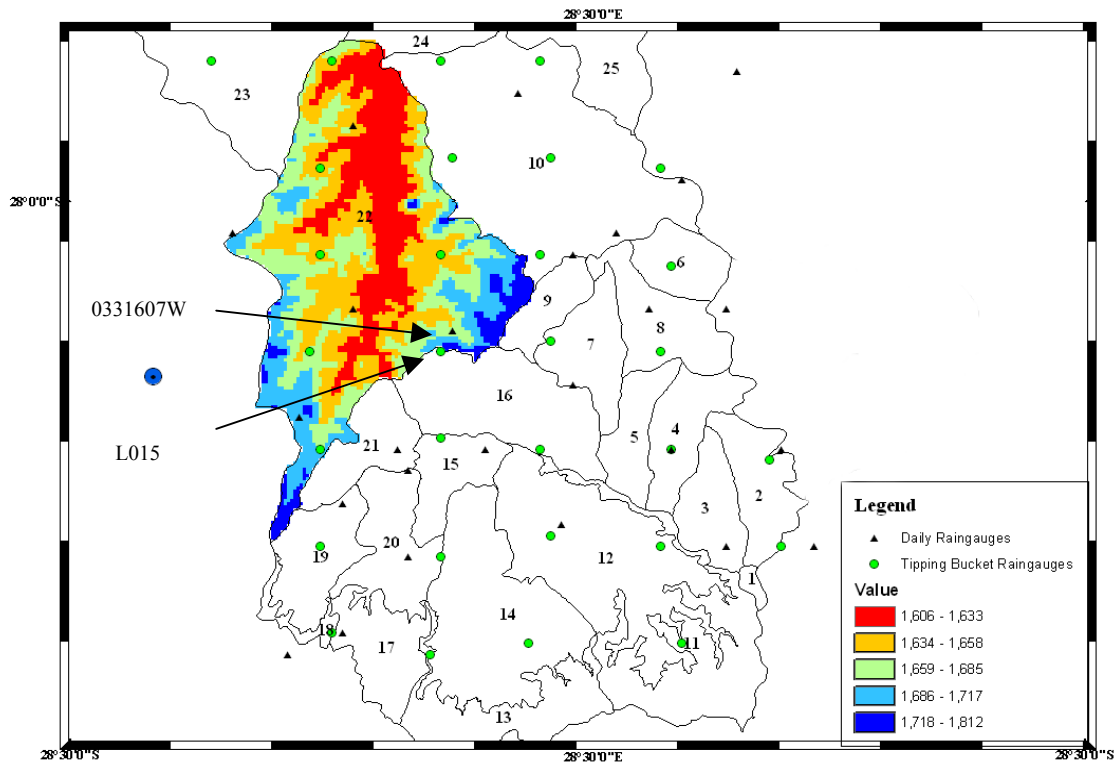 28°30'0"E
24
25
23
10
28°0'0"S
22
6
0331607W
9
8
7
16
L015
5
4
21
15
3
2
Legend
Daily Raingauges
Tipping Bucket Raingauges
Value
1,606 - 1,633
1,634 - 1,658
1,659 - 1,685
1,686 - 1,717
1,718 - 1,812
20
19
12
1
14
18
17
11
13
28°30'0"S
28°30'0"E
28°30'0"S